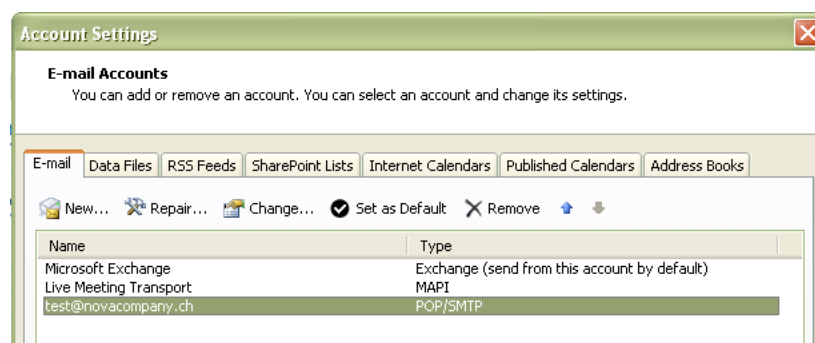 Account Settings
E-mail Accounts
You can add or remove an account. You can select an account and change its settings.
E-mail Data Files RSS Feeds SharePoint Lists Internet Calendars Published Calendars Address Books
New... Repair... Change... Set as Default Remove
Name Type
Microsoft Exchange Exchange (send from this account by default)
Live Meeting Transport MAPI
test@novacompany.ch POP/SMTP